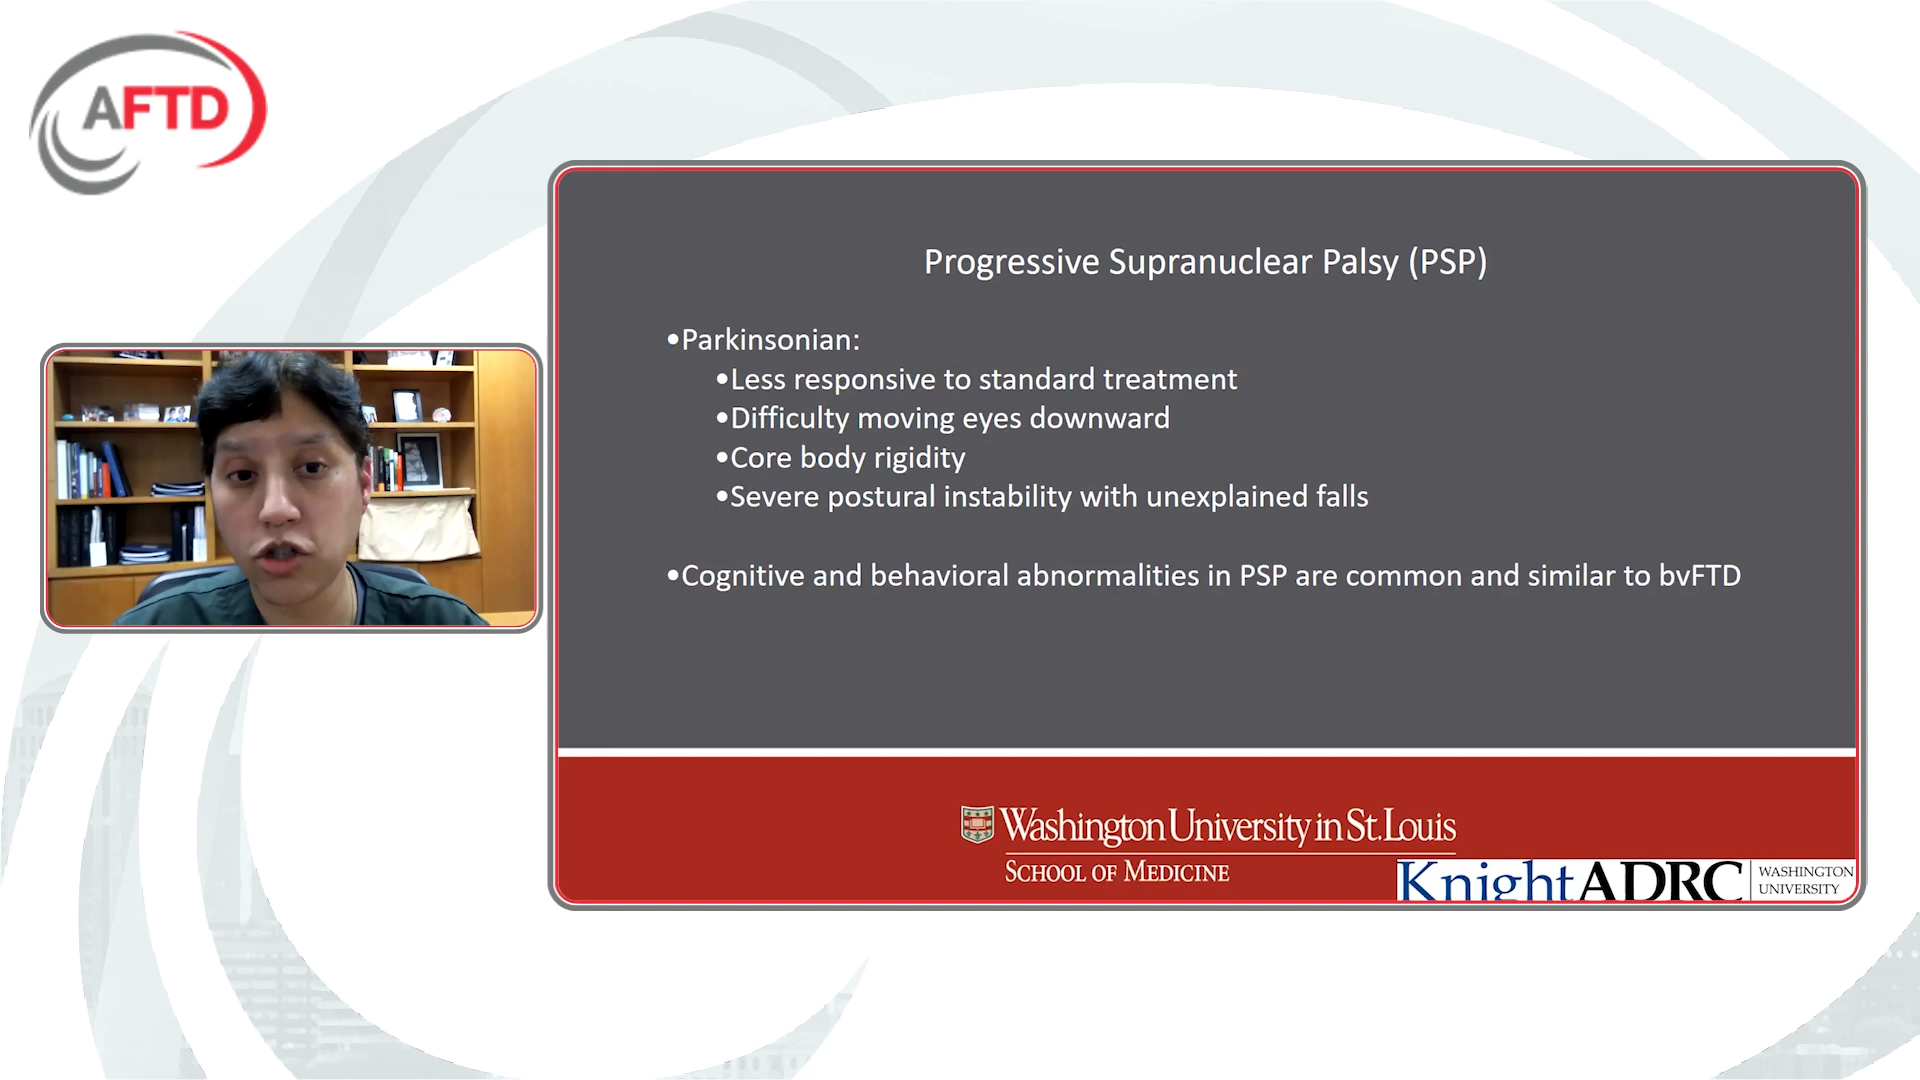 AFTD
Progressive Supranuclear Palsy (PSP)
•Parkinsonian:
•Less responsive to standard treatment
•Difficulty moving eyes downward
•Core body rigidity
•Severe postural instability with unexplained falls
•Cognitive and behavioral abnormalities in PSP are common and similar to bvFTD
Washington University in St. Louis
SCHOOL OF MEDICINE
KnightADRC
WASHINGTON
UNIVERSITY